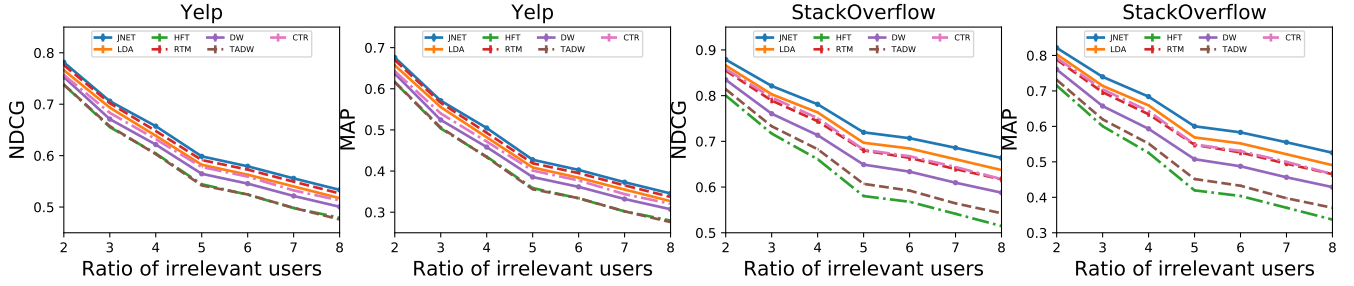 Yelp
JNET HFT DW CTR
LDA RTM TADW
NDCG
0.8
0.7
0.6
0.5
2 3 4 5 6 7 8
Ratio of irrelevant users
Yelp
JNET HFT DW CTR
LDA RTM TADW
MAP
0.7
0.6
0.5
0.4
0.3
2 3 4 5 6 7 8
Ratio of irrelevant users
StackOverflow
JNET HFT DW CTR
LDA RTM TADW
NDCG
0.9
0.8
0.7
0.6
0.5
2 3 4 5 6 7 8
Ratio of irrelevant users
StackOverflow
JNET HFT DW CTR
LDA RTM TADW
MAP
0.8
0.7
0.6
0.5
0.4
0.3
2 3 4 5 6 7 8
Ratio of irrelevant users